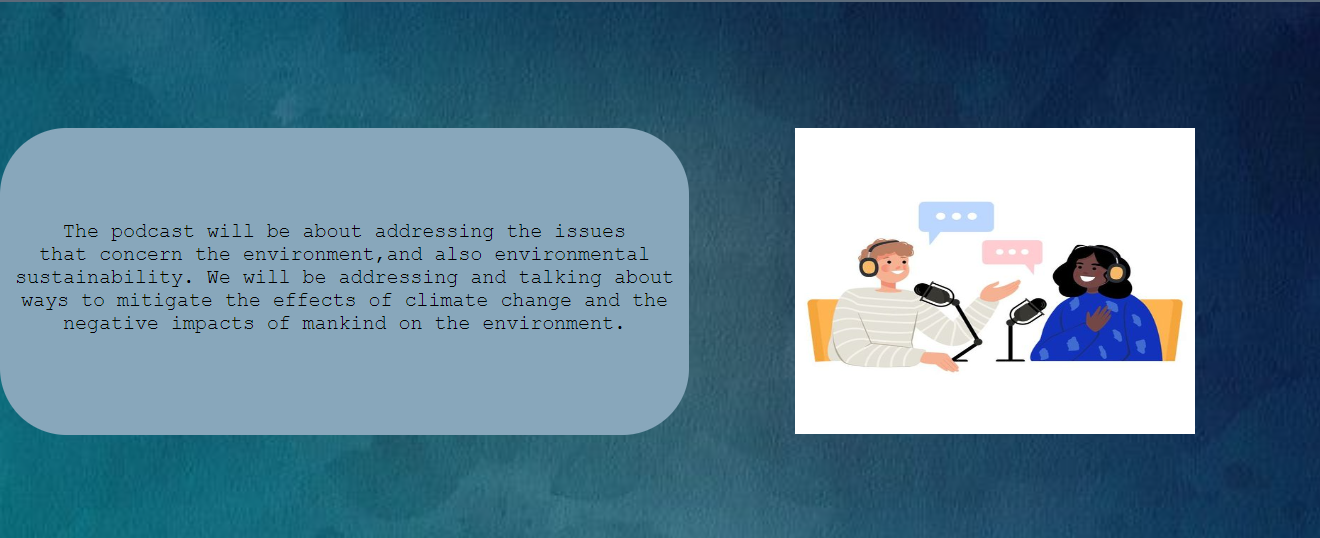 The podcast will be about addressing the issues
that concern the environment,and also environmental
sustainability. We will be addressing and talking about
ways to mitigate the effects of climate change and the
negative impacts of mankind on the environment.